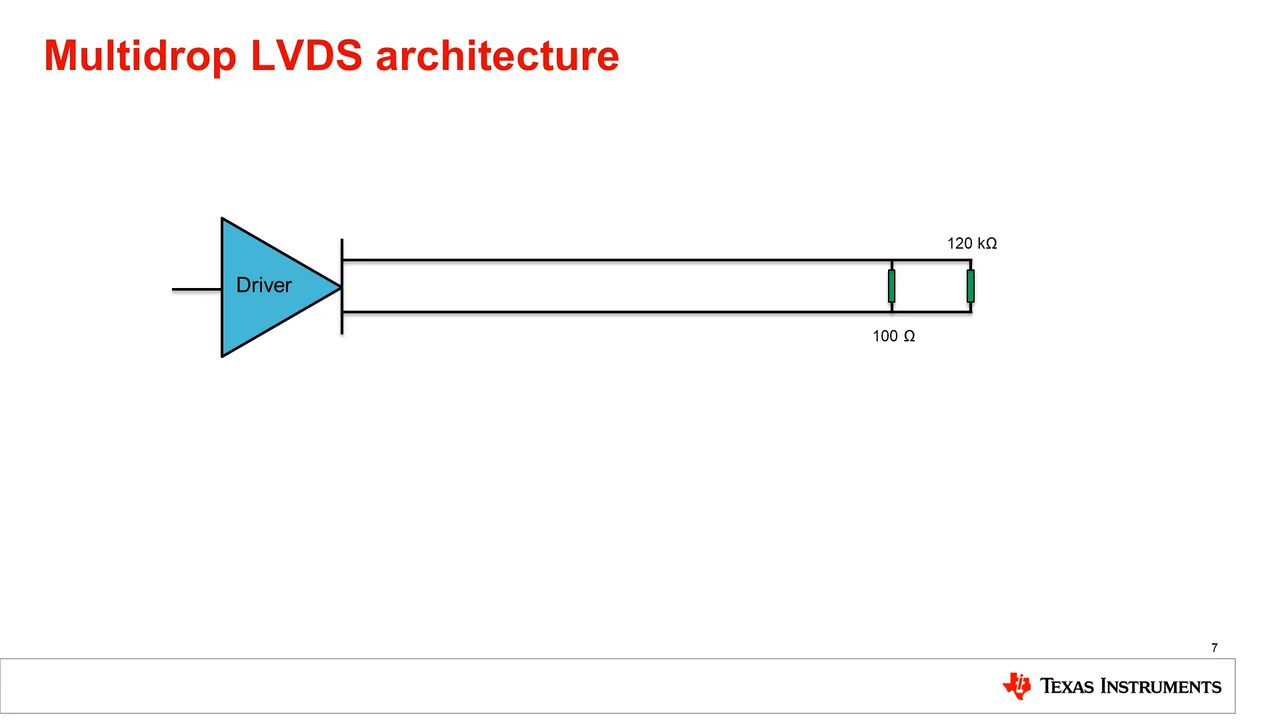 Multidrop LVDS architecture
120 kΩ
Driver
100 Ω
7
TEXAS INSTRUMENTS